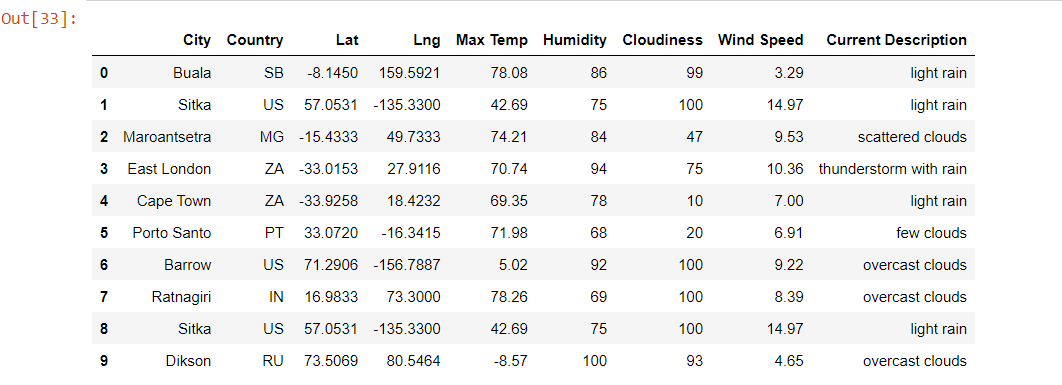 Out[33]:
City Country Lat Lng Max Temp Humidity Cloudiness Wind Speed Current Description
0 Buala SB -8.1450 159.5921 78.08 86 99 3.29 light rain
1 Sitka US 57.0531 -135.3300 42.69 75 100 14.97 light rain
2 Maroantsetra MG -15.4333 49.7333 74.21 84 47 9.53 scattered clouds
3 East London ZA -33.0153 27.9116 70.74 94 75 10.36 thunderstorm with rain
4 Cape Town ZA -33.9258 18.4232 69.35 78 10 7.00 light rain
5 Porto Santo PT 33.0720 -16.3415 71.98 68 20 6.91 few clouds
6 Barrow US 71.2906 -156.7887 5.02 92 100 9.22 overcast clouds
7 Ratnagiri IN 16.9833 73.3000 78.26 69 100 8.39 overcast clouds
8 Sitka US 57.0531 -135.3300 42.69 75 100 14.97 light rain
9 Dikson RU 73.5069 80.5464 -8.57 100 93 4.65 overcast clouds